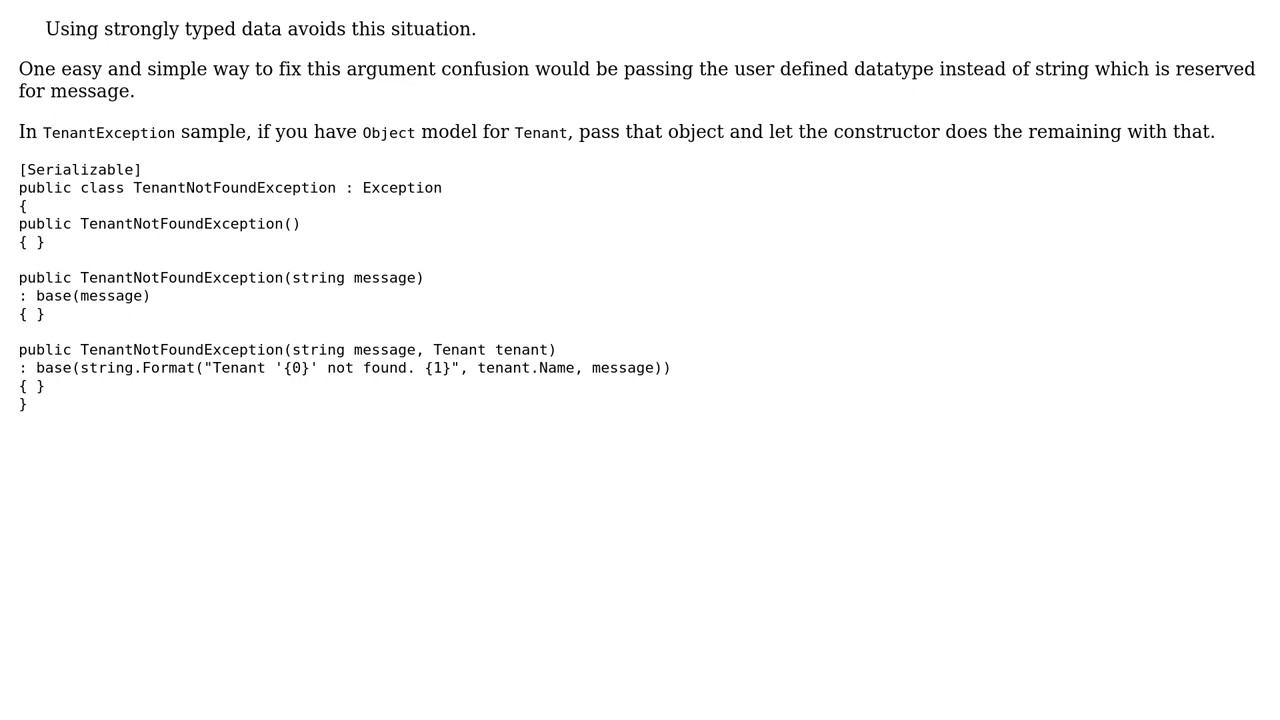 Using strongly typed data avoids this situation.
One easy and simple way to fix this argument confusion would be passing the user defined datatype instead of string which is reserved
for message.
In TenantException sample, if you have Object model for Tenant, pass that object and let the constructor does the remaining with that.
[Serializable]
public class TenantNotFoundException : Exception
{
public TenantNotFoundException()
{ }
public TenantNotFoundException(string message)
: base(message)
{ }
public TenantNotFoundException(string message, Tenant tenant)
: base(string.Format("Tenant '{0}' not found. {1}", tenant.Name, message))
{ }
}